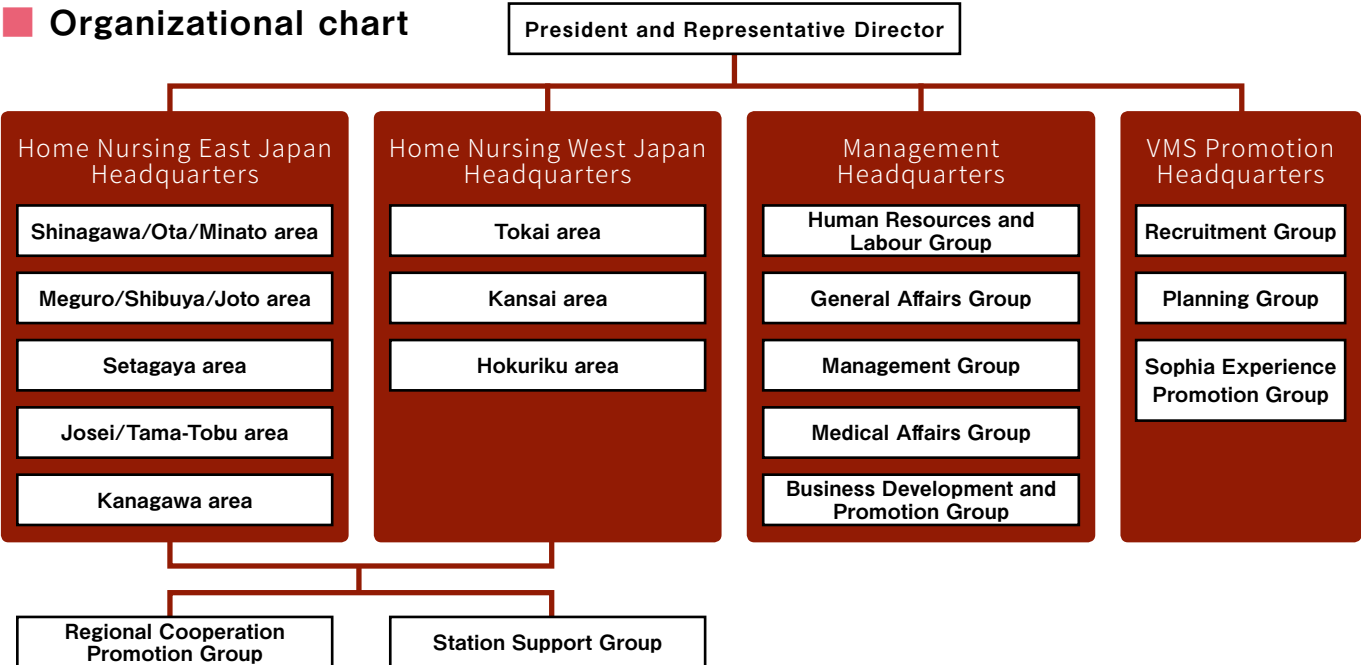 Organizational chart
President and Representative Director
Home Nursing East Japan
Headquarters
Shinagawa/Ota/Minato area
Meguro/Shibuya/Joto area
Setagaya area
Josei/Tama-Tobu area
Kanagawa area
Home Nursing West Japan
Headquarters
Tokai area
Kansai area
Hokuriku area
Management
Headquarters
Human Resources and
Labour Group
General Affairs Group
Management Group
Medical Affairs Group
Business Development and
Promotion Group
VMS Promotion
Headquarters
Recruitment Group
Planning Group
Sophia Experience
Promotion Group
Regional Cooperation
Promotion Group
Station Support Group